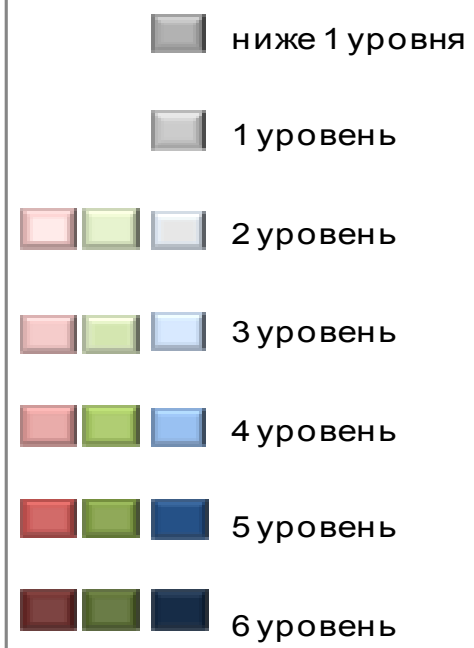 ниже 1 уровня
1 уровень
2 уровень
3 уровень
4 уровень
5 уровень
6 уровень